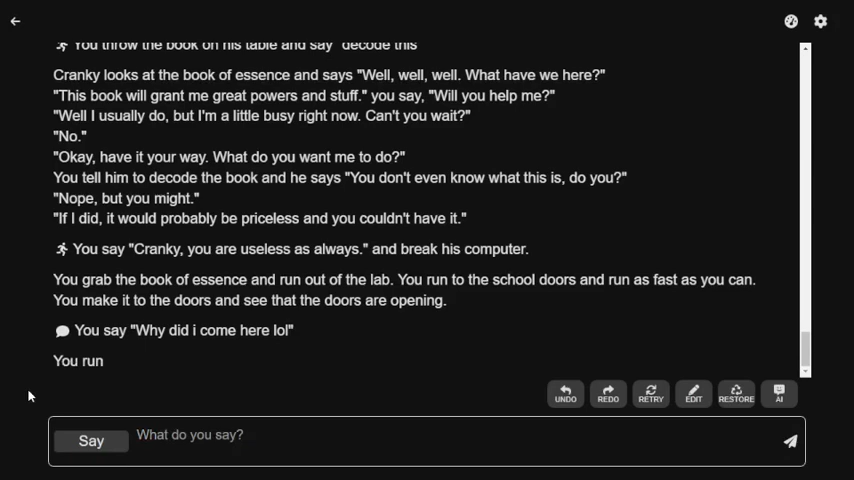 You throw the book on his table and say "decode this
Cranky looks at the book of essence and says "Well, well, well. What have we here?"
"This book will grant me great powers and stuff." you say, "Will you help me?"
"Well I usually do, but I'm a little busy right now. Can't you wait?"
"No."
"Okay, have it your way. What do you want me to do?"
You tell him to decode the book and he says "You don't even know what this is, do you?"
"Nope, but you might."
"If I did, it would probably be priceless and you couldn't have it."
You say "Cranky, you are useless as always." and break his computer.
You grab the book of essence and run out of the lab. You run to the school doors and run as fast as you can.
You make it to the doors and see that the doors are opening.
You say "Why did i come here lol"
You run
UNDO REDO RETRY EDIT RESTORE AI
Say What do you say?